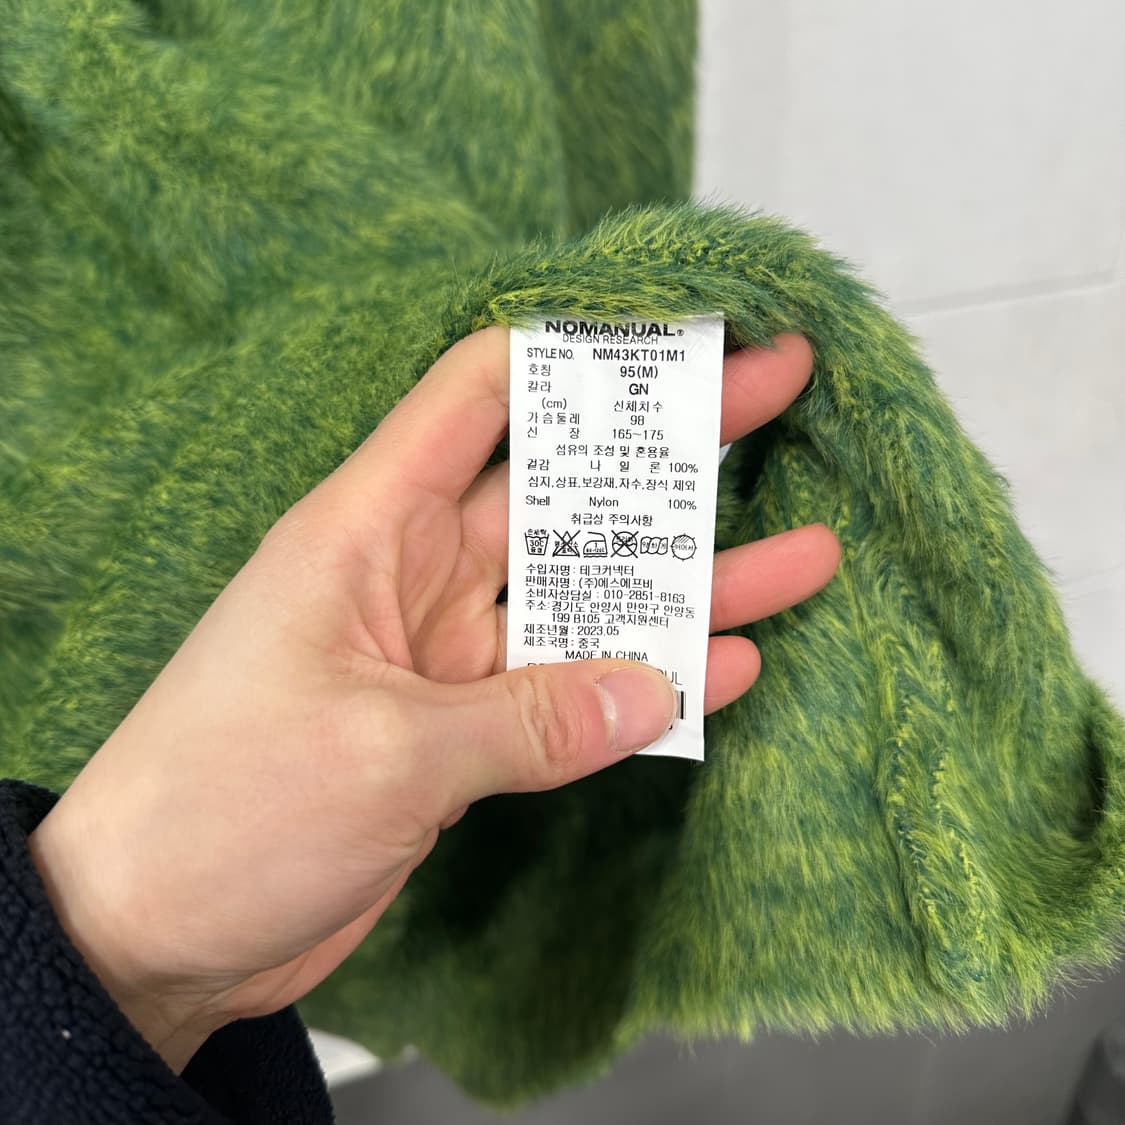 NOMANUAL®
DESIGN RESEARCH
STYLE NO. NM43KT01M1
호칭 95(M)
칼라 GN
(cm) 신체치수
가슴둘레 98
신 장 165~175
섬유의 조성 및 혼용율
겉감 나 일 론 100%
심지,상표,보강재,자수,장식 제외
Shell Nylon 100%
취급상 주의사항
손세탁
30℃
수입자명 : 테크커넥터
판매자명 : (주)에스에프비
소비자상담실 : 010-2851-8163
주소:경기도 안양시 만안구 안양동
199 B105 고객지원센터
제조년월 : 2023.05
제조국명 : 중국
MADE IN CHINA